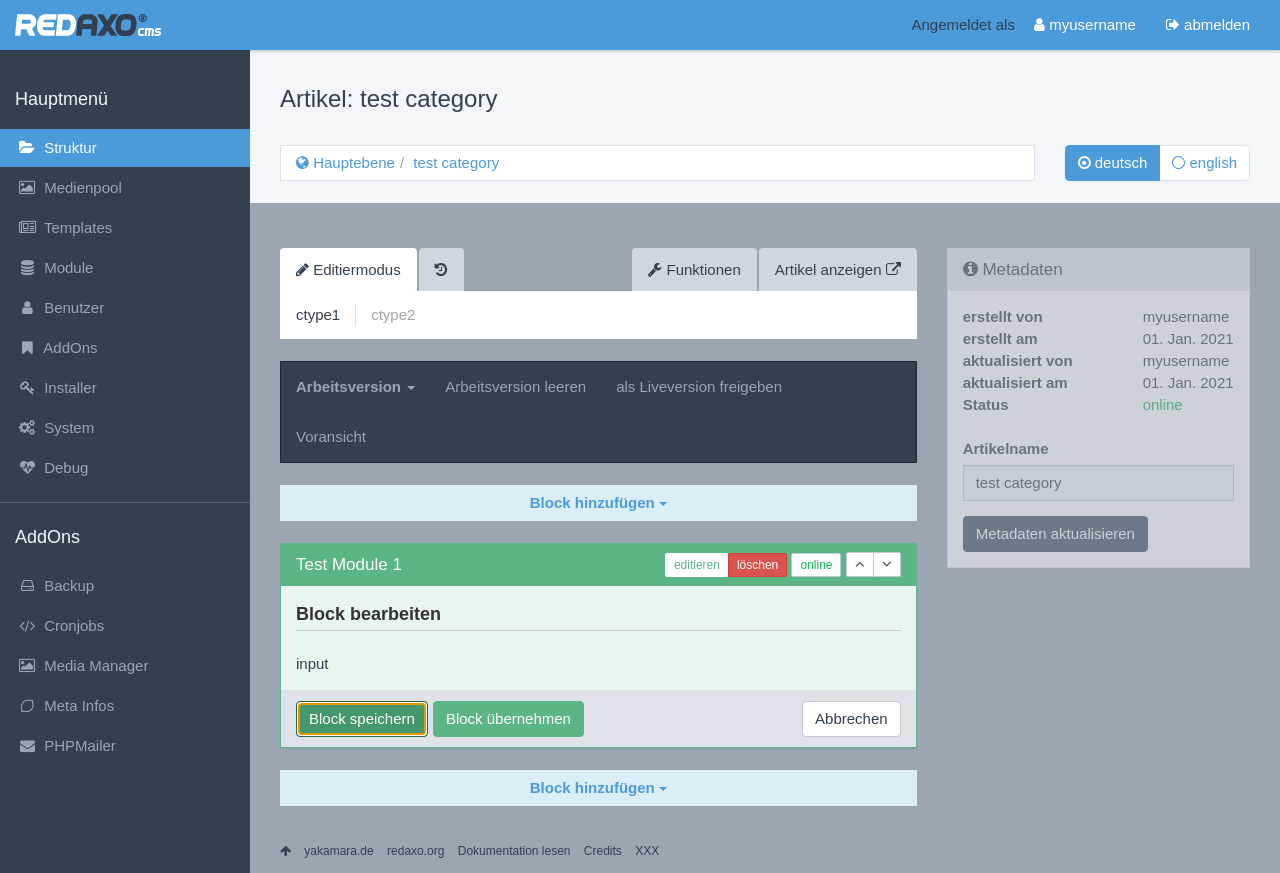 REDAXO® cms
Angemeldet als myusername abmelden
Hauptmenü
Struktur
Medienpool
Templates
Module
Benutzer
AddOns
Installer
System
Debug
AddOns
Backup
Cronjobs
Media Manager
Meta Infos
PHPMailer
Artikel: test category
Hauptebene / test category
deutsch english
Editiermodus
Funktionen Artikel anzeigen
ctype1 ctype2
Arbeitsversion Arbeitsversion leeren als Liveversion freigeben
Voransicht
Block hinzufügen
Test Module 1 editieren löschen online
Block bearbeiten
input
Block speichern Block übernehmen Abbrechen
Block hinzufügen
Metadaten
erstellt von myusername
erstellt am 01. Jan. 2021
aktualisiert von myusername
aktualisiert am 01. Jan. 2021
Status online
Artikelname
test category
Metadaten aktualisieren
yakamara.de redaxo.org Dokumentation lesen Credits XXX